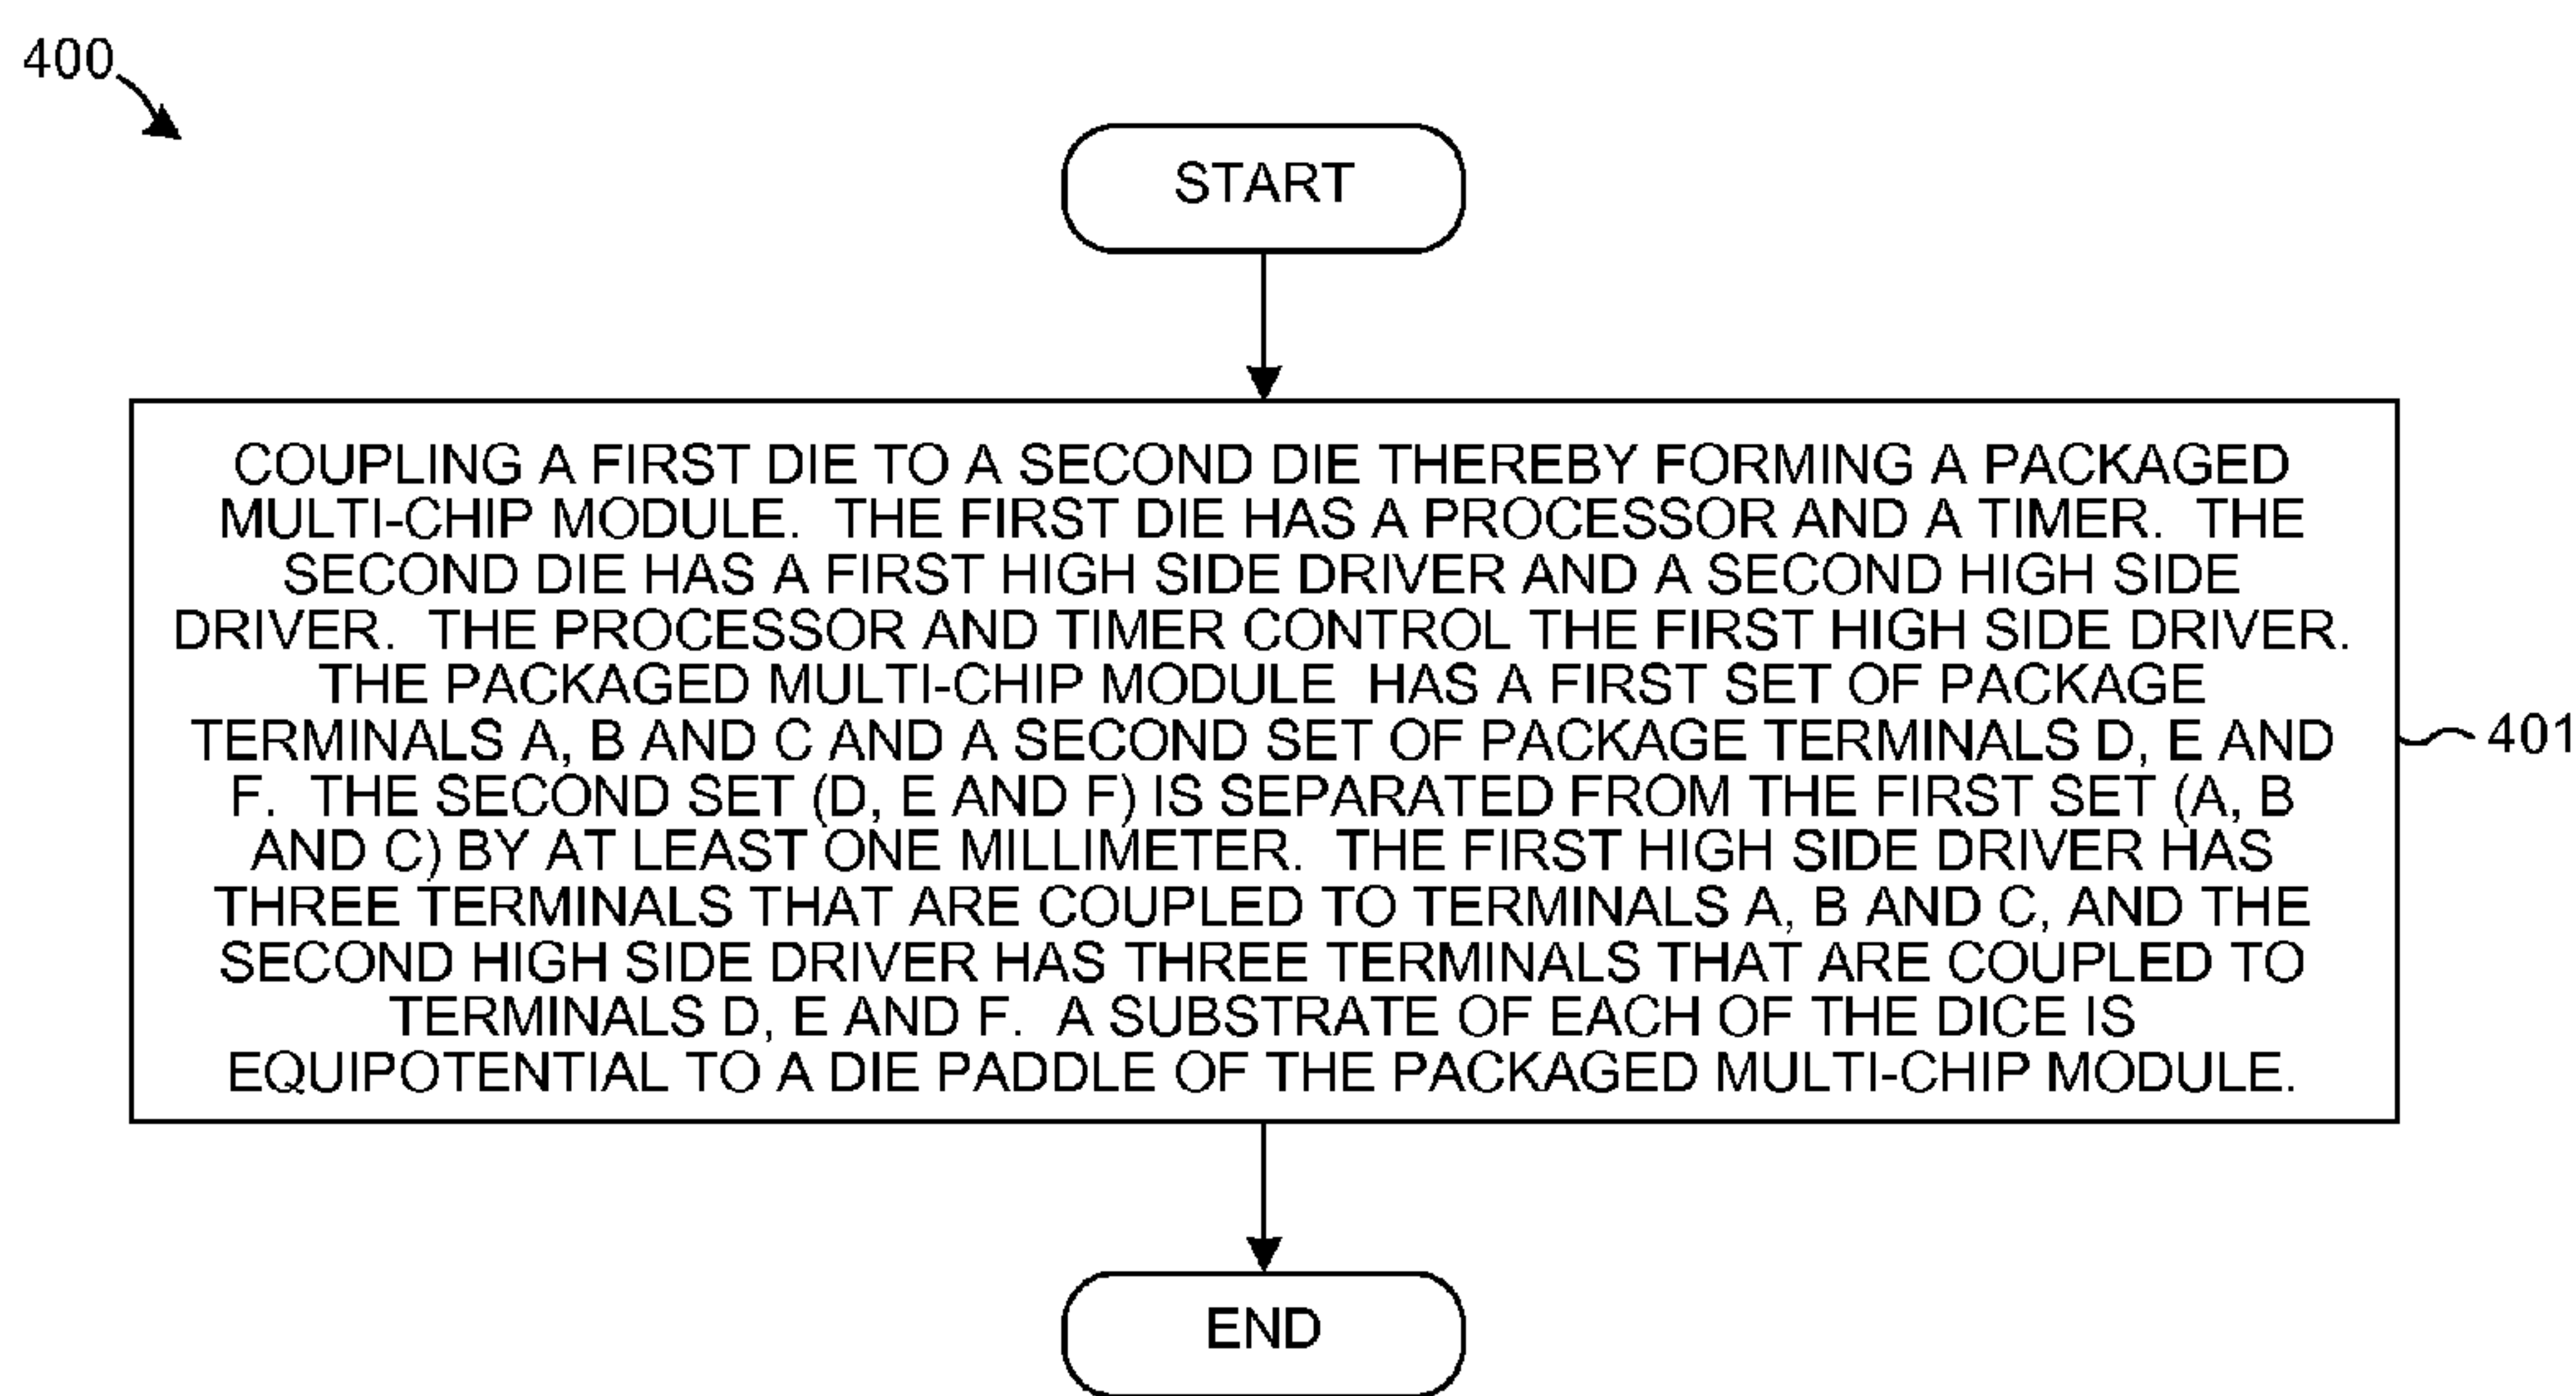 400
START
COUPLING A FIRST DIE TO A SECOND DIE THEREBY FORMING A PACKAGED
MULTI-CHIP MODULE. THE FIRST DIE HAS A PROCESSOR AND A TIMER. THE
SECOND DIE HAS A FIRST HIGH SIDE DRIVER AND A SECOND HIGH SIDE
DRIVER. THE PROCESSOR AND TIMER CONTROL THE FIRST HIGH SIDE DRIVER.
THE PACKAGED MULTI-CHIP MODULE HAS A FIRST SET OF PACKAGE
TERMINALS A, B AND C AND A SECOND SET OF PACKAGE TERMINALS D, E AND
F. THE SECOND SET (D, E AND F) IS SEPARATED FROM THE FIRST SET (A, B
AND C) BY AT LEAST ONE MILLIMETER. THE FIRST HIGH SIDE DRIVER HAS
THREE TERMINALS THAT ARE COUPLED TO TERMINALS A, B AND C, AND THE
SECOND HIGH SIDE DRIVER HAS THREE TERMINALS THAT ARE COUPLED TO
TERMINALS D, E AND F. A SUBSTRATE OF EACH OF THE DICE IS
EQUIPOTENTIAL TO A DIE PADDLE OF THE PACKAGED MULTI-CHIP MODULE.
401
END